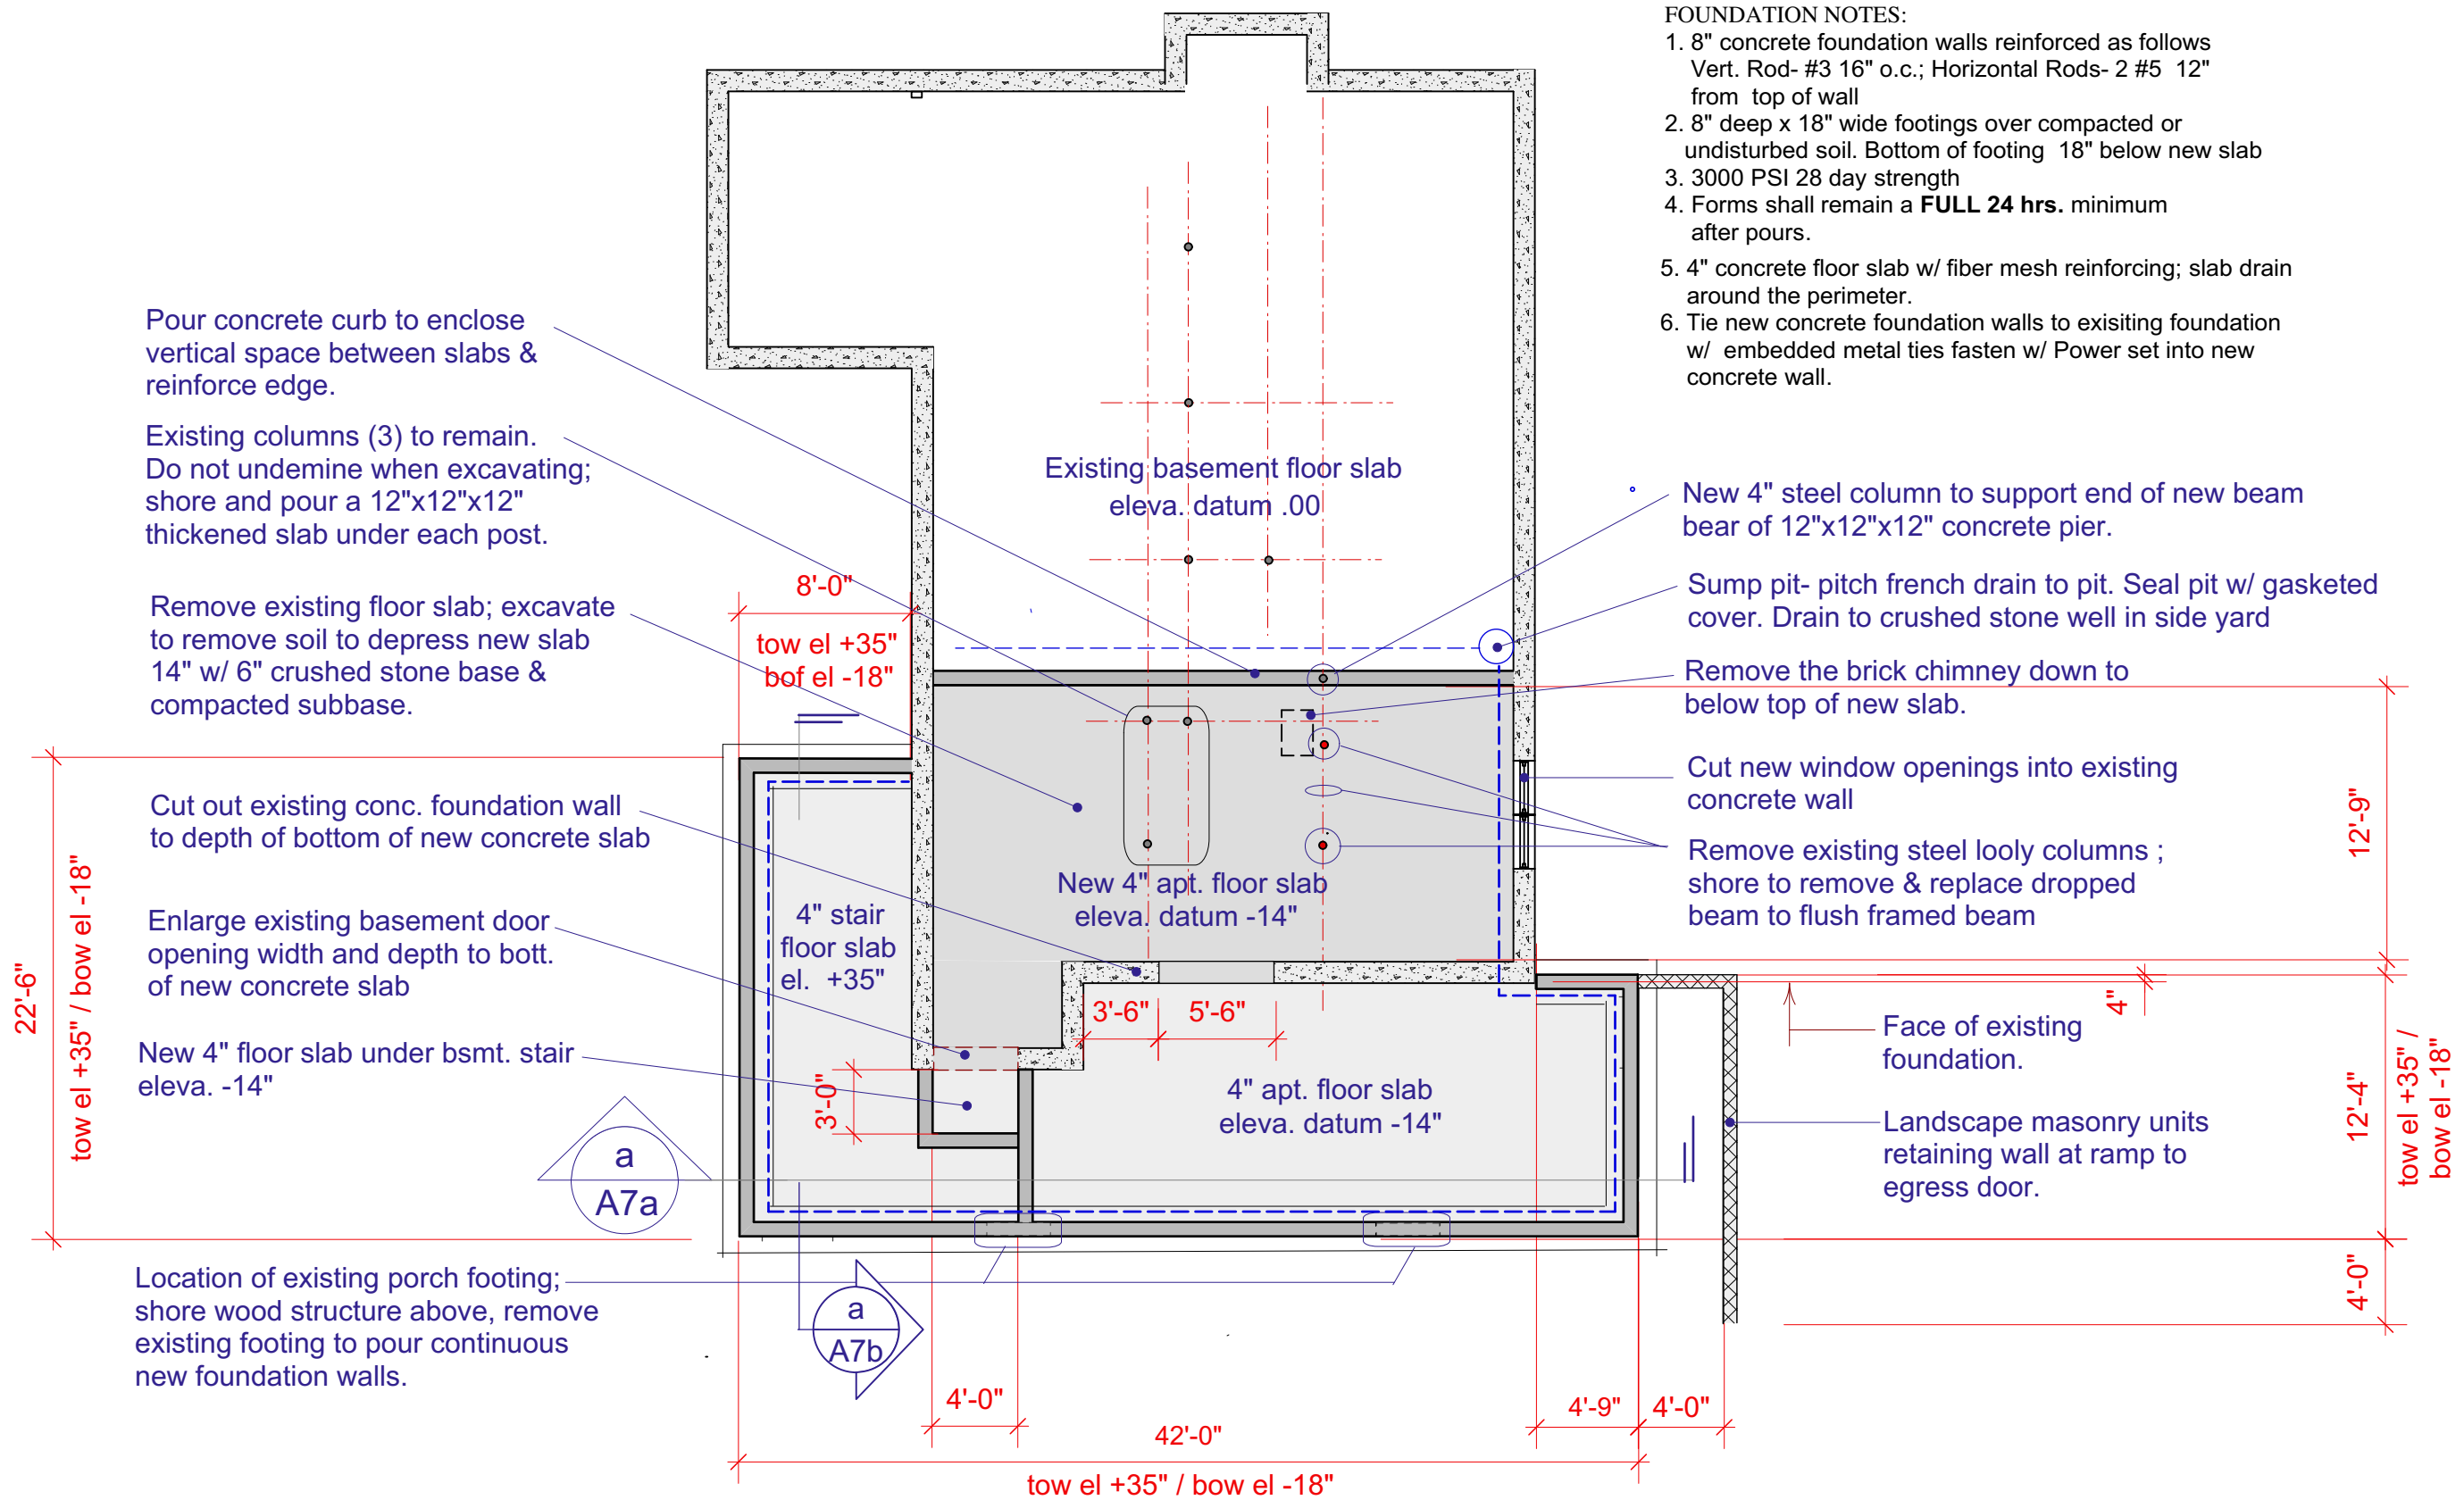 FOUNDATION NOTES:
1. 8" concrete foundation walls reinforced as follows
Vert. Rod- #3 16" o.c.; Horizontal Rods- 2 #5 12"
from top of wall
2. 8" deep x 18" wide footings over compacted or
undisturbed soil. Bottom of footing 18" below new slab
3. 3000 PSI 28 day strength
4. Forms shall remain a FULL 24 hrs. minimum
after pours.
5. 4" concrete floor slab w/ fiber mesh reinforcing; slab drain
around the perimeter.
6. Tie new concrete foundation walls to exisiting foundation
w/ embedded metal ties fasten w/ Power set into new
concrete wall.
Pour concrete curb to enclose
vertical space between slabs &
reinforce edge.
Existing columns (3) to remain.
Do not undemine when excavating;
shore and pour a 12"x12"x12"
thickened slab under each post.
Remove existing floor slab; excavate
to remove soil to depress new slab
14" w/ 6" crushed stone base &
compacted subbase.
Cut out existing conc. foundation wall
to depth of bottom of new concrete slab
Enlarge existing basement door
opening width and depth to bott.
of new concrete slab
New 4" floor slab under bsmt. stair
eleva. -14"
Location of existing porch footing;
shore wood structure above, remove
existing footing to pour continuous
new foundation walls.
22'-6"
tow el +35" / bow el -18"
a
A7a
a
A7b
8'-0"
tow el +35"
bof el -18"
Existing basement floor slab
eleva. datum .00
New 4" apt. floor slab
eleva. datum -14"
4" stair
floor slab
el. +35"
3'-6"
5'-6"
3'-0"
4" apt. floor slab
eleva. datum -14"
4'-0"
42'-0"
tow el +35" / bow el -18"
4'-9"
4'-0"
New 4" steel column to support end of new beam
bear of 12"x12"x12" concrete pier.
Sump pit- pitch french drain to pit. Seal pit w/ gasketed
cover. Drain to crushed stone well in side yard
Remove the brick chimney down to
below top of new slab.
Cut new window openings into existing
concrete wall
Remove existing steel looly columns ;
shore to remove & replace dropped
beam to flush framed beam
Face of existing
foundation.
Landscape masonry units
retaining wall at ramp to
egress door.
12'-9"
4"
12'-4"
tow el +35" /
bow el -18"
4'-0"